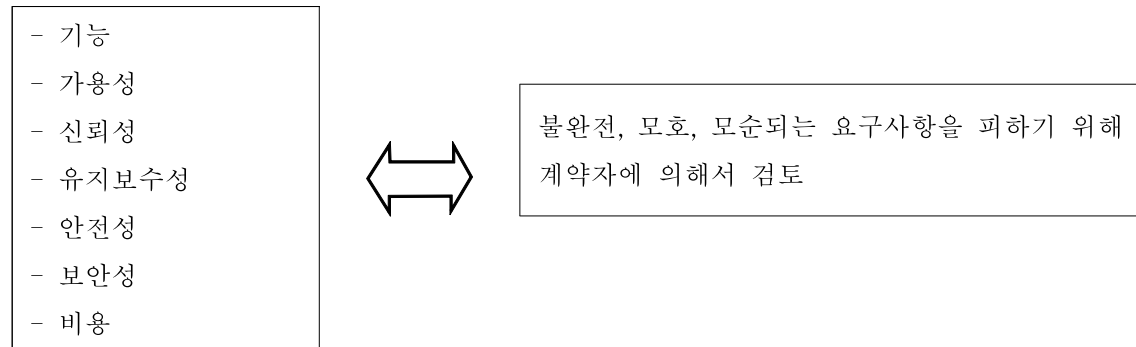 - 기능
- 가용성
- 신뢰성
- 유지보수성
- 안전성
- 보안성
- 비용
불완전, 모호, 모순되는 요구사항을 피하기 위해
계약자에 의해서 검토